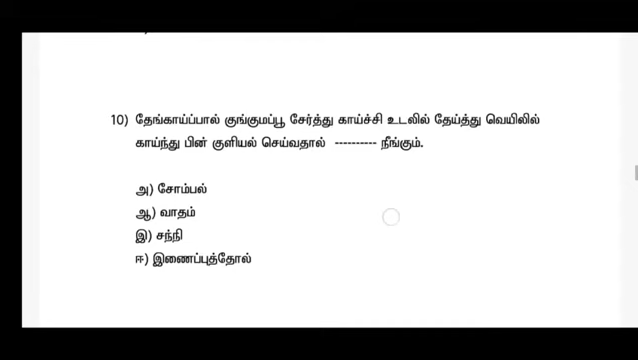 10) தேங்காய்ப்பால் குங்குமப்பூ சேர்த்து காய்ச்சி உடலில் தேய்த்து வெயிலில்
காய்ந்து பின் குளியல் செய்வதால் ---------- நீங்கும்.
அ) சோம்பல்
ஆ) வாதம்
இ) சந்நி
ஈ) இணைப்புத்தோல்